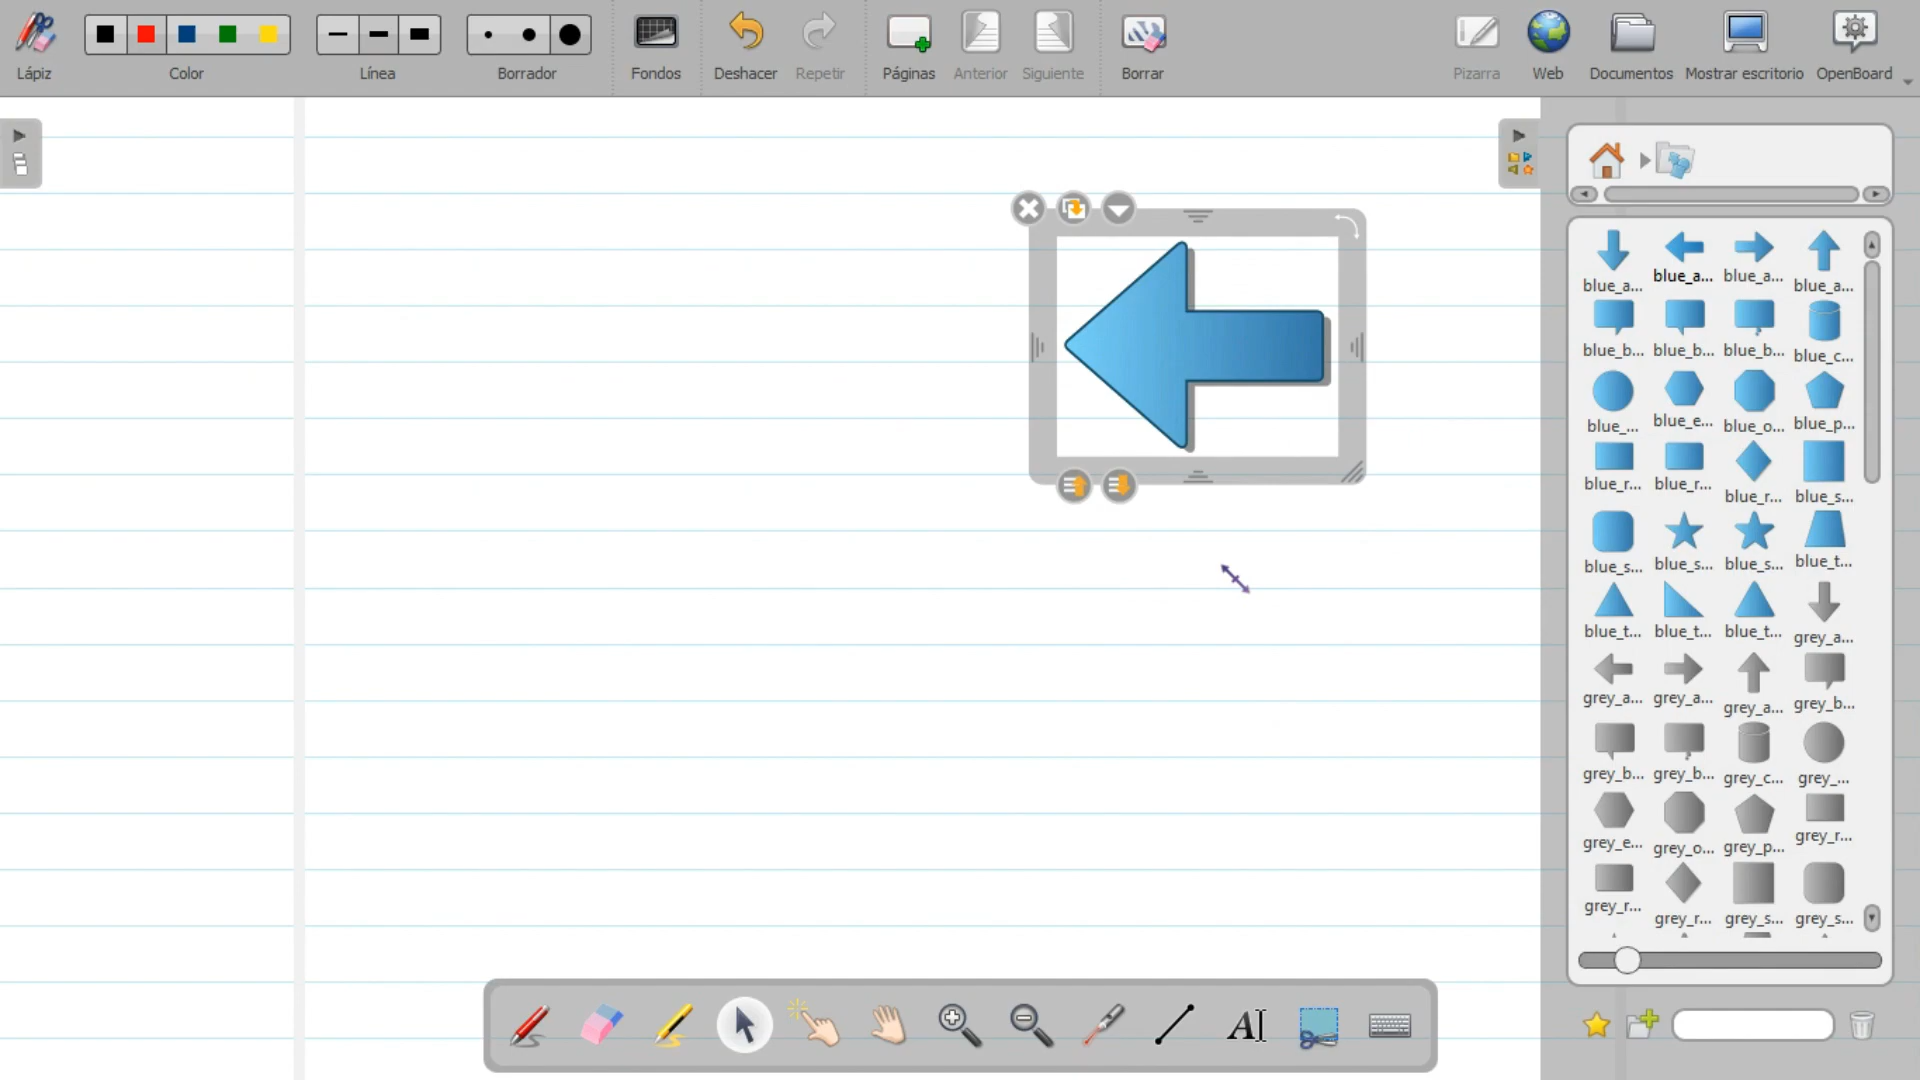 Lápiz
Color
Línea
Borrador
Fondos
Deshacer
Repetir
Páginas
Anterior
Siguiente
Borrar
Pizarra
Web
Documentos
Mostrar escritorio
OpenBoard
blue_a... blue_a... blue_a... blue_a...
blue_b... blue_b... blue_b... blue_c...
blue_... blue_e... blue_o... blue_p...
blue_r... blue_r... blue_r... blue_s...
blue_s... blue_s... blue_s... blue_t...
blue_t... blue_t... blue_t... grey_a...
grey_a... grey_a... grey_a... grey_b...
grey_b... grey_b... grey_c... grey_...
grey_e... grey_o... grey_p... grey_r...
grey_r... grey_r... grey_s... grey_s...
AI